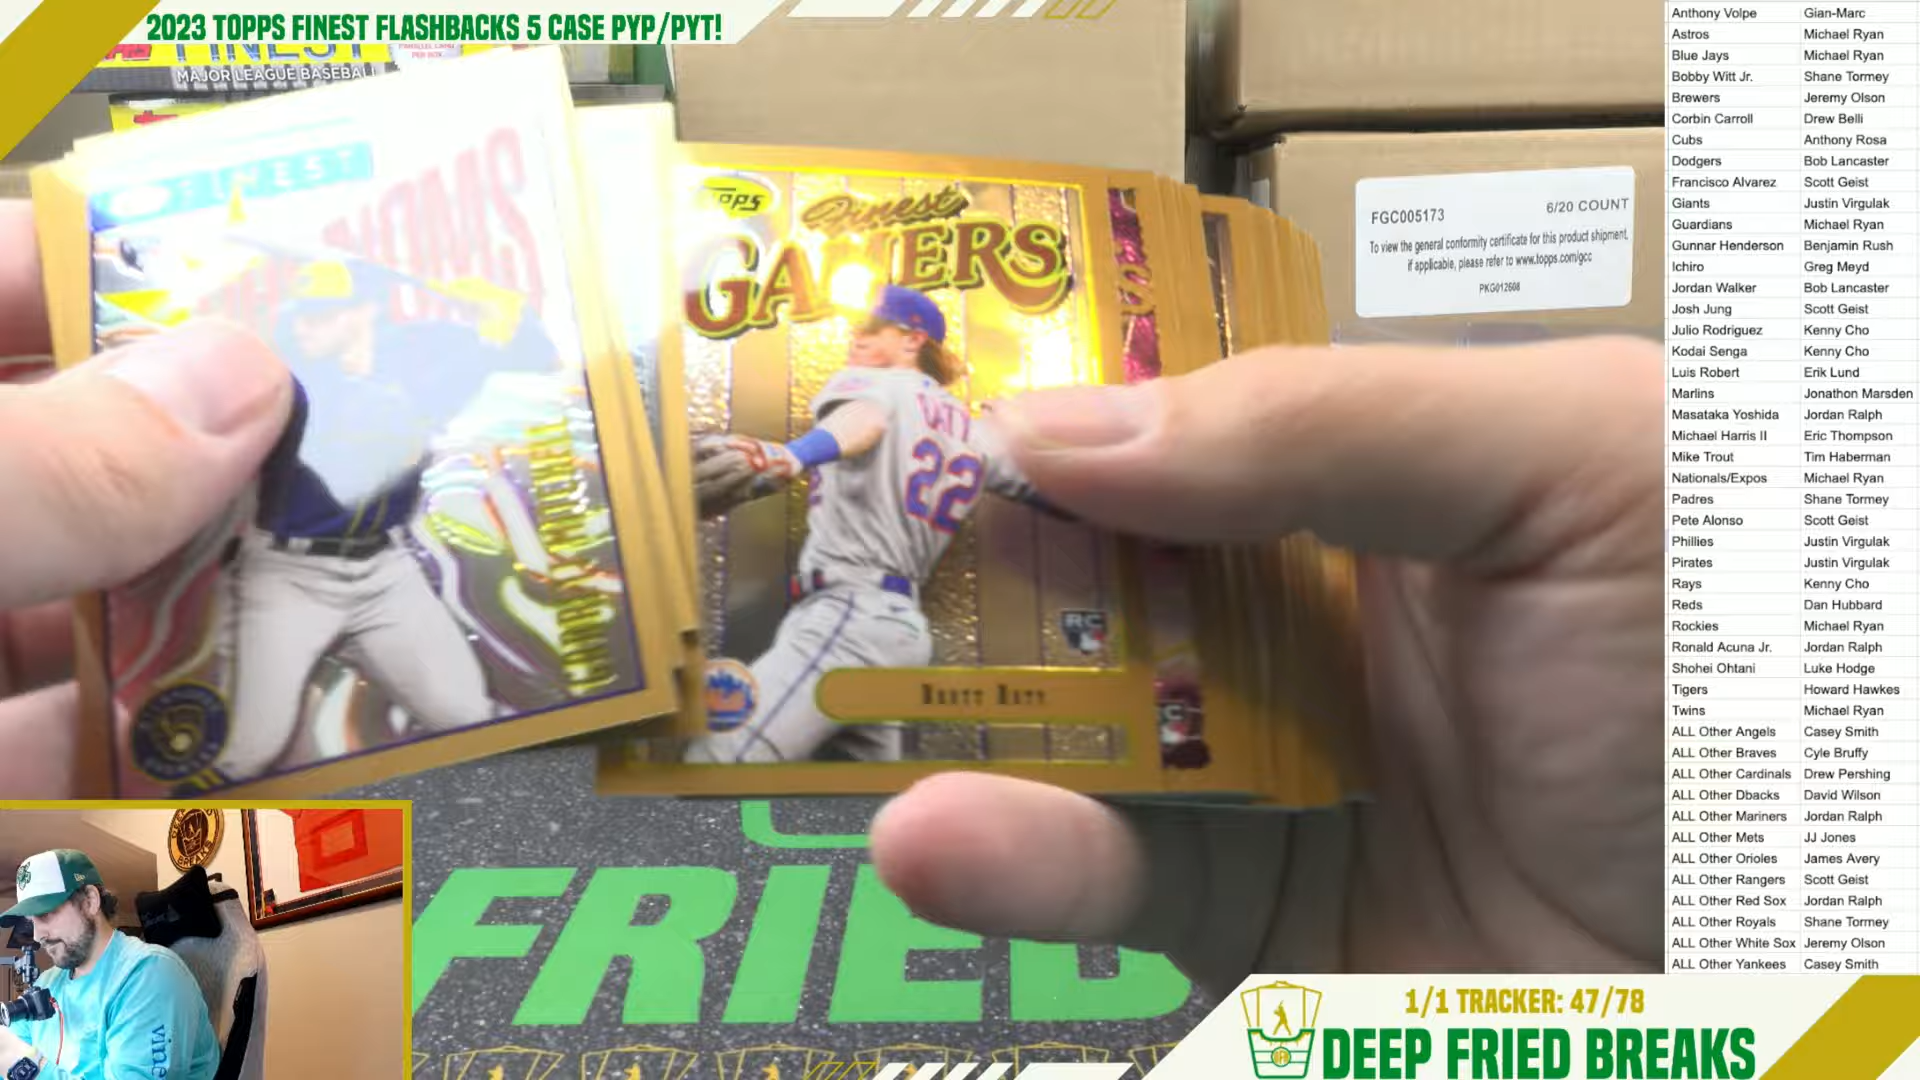 2023 TOPPS FINEST FLASHBACKS 5 CASE PYP/PYT!
FINEST
MAJOR LEAGUE BASEBALL
FINEST
GARRETT MITCHELL
Topps
Finest
GAMERS
BATY
22
RC
BRETT BATY
FGC005173
6/20 COUNT
To view the general conformity certificate for this product shipment,
if applicable, please refer to www.topps.com/gcc
PKG012608
FRIED
Anthony Volpe Gian-Marc
Astros Michael Ryan
Blue Jays Michael Ryan
Bobby Witt Jr. Shane Tormey
Brewers Jeremy Olson
Corbin Carroll Drew Belli
Cubs Anthony Rosa
Dodgers Bob Lancaster
Francisco Alvarez Scott Geist
Giants Justin Virgulak
Guardians Michael Ryan
Gunnar Henderson Benjamin Rush
Ichiro Greg Meyd
Jordan Walker Bob Lancaster
Josh Jung Scott Geist
Julio Rodriguez Kenny Cho
Kodai Senga Kenny Cho
Luis Robert Erik Lund
Marlins Jonathon Marsden
Masataka Yoshida Jordan Ralph
Michael Harris II Eric Thompson
Mike Trout Tim Haberman
Nationals/Expos Michael Ryan
Padres Shane Tormey
Pete Alonso Scott Geist
Phillies Justin Virgulak
Pirates Justin Virgulak
Rays Kenny Cho
Reds Dan Hubbard
Rockies Michael Ryan
Ronald Acuna Jr. Jordan Ralph
Shohei Ohtani Luke Hodge
Tigers Howard Hawkes
Twins Michael Ryan
ALL Other Angels Casey Smith
ALL Other Braves Cyle Bruffy
ALL Other Cardinals Drew Pershing
ALL Other Dbacks David Wilson
ALL Other Mariners Jordan Ralph
ALL Other Mets JJ Jones
ALL Other Orioles James Avery
ALL Other Rangers Scott Geist
ALL Other Red Sox Jordan Ralph
ALL Other Royals Shane Tormey
ALL Other White Sox Jeremy Olson
ALL Other Yankees Casey Smith
1/1 TRACKER: 47/78
DEEP FRIED BREAKS